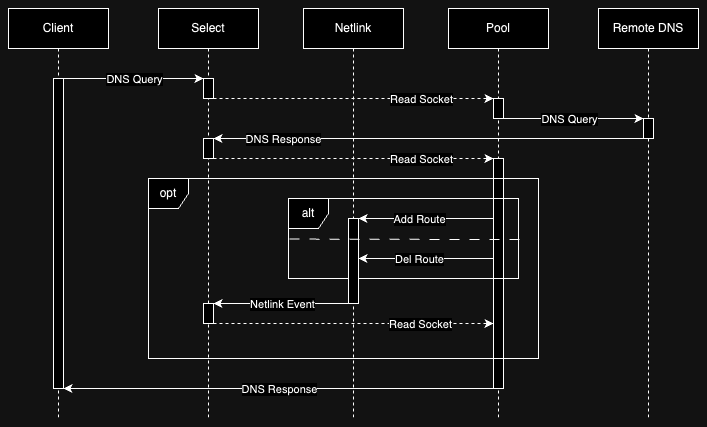 Client
Select
Netlink
Pool
Remote DNS
DNS Query
Read Socket
DNS Query
DNS Response
Read Socket
opt
alt
Add Route
Del Route
Netlink Event
Read Socket
DNS Response